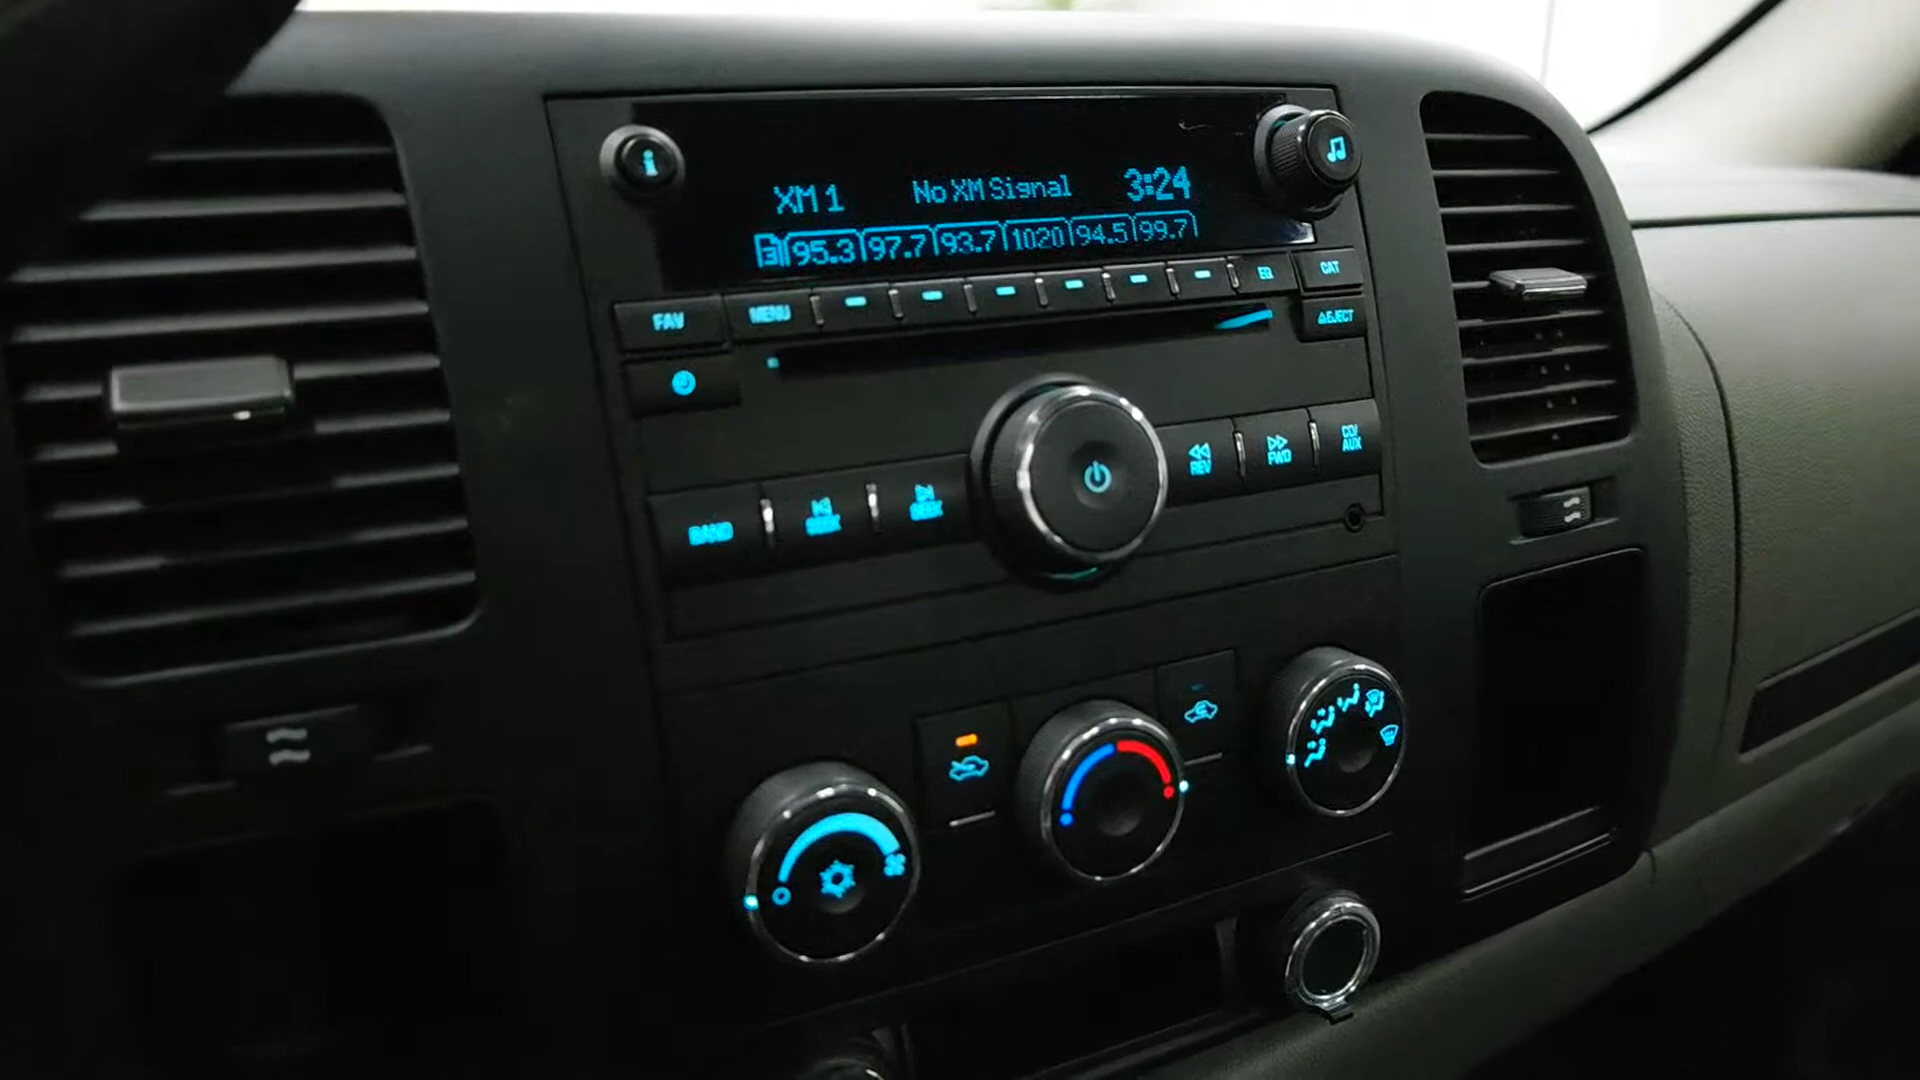 i
XM 1 No XM Signal 3:24
3 95.3 97.7 93.7 1020 94.5 99.7
FAV MENU EQ CAT
EJECT
BAND SEEK SEEK REV FWD CD/
AUX